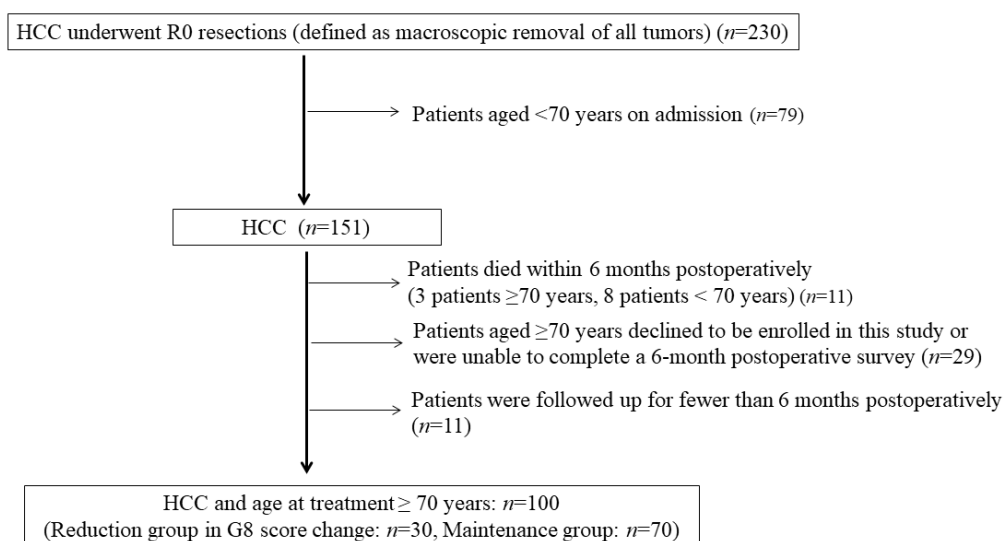 HCC underwent R0 resections (defined as macroscopic removal of all tumors) (n=230)
Patients aged <70 years on admission (n=79)
HCC (n=151)
Patients died within 6 months postoperatively
(3 patients ≥70 years, 8 patients < 70 years) (n=11)
Patients aged ≥70 years declined to be enrolled in this study or
were unable to complete a 6-month postoperative survey (n=29)
Patients were followed up for fewer than 6 months postoperatively
(n=11)
HCC and age at treatment ≥ 70 years: n=100
(Reduction group in G8 score change: n=30, Maintenance group: n=70)